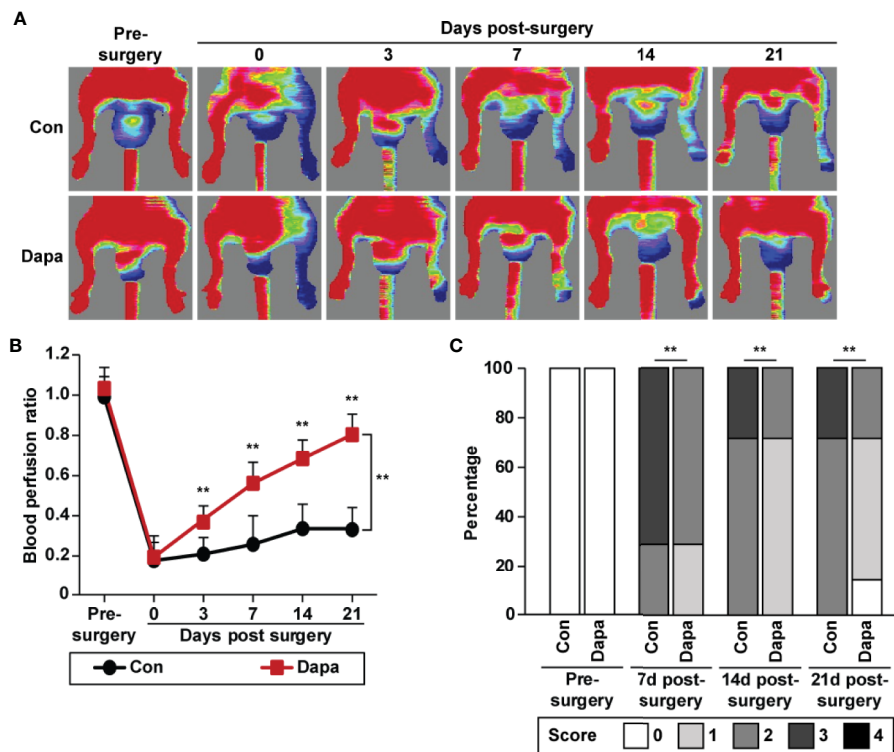 A
Pre-surgery
Days post-surgery
0 3 7 14 21
Con
Dapa
B
Blood perfusion ratio
1.2
1.0
0.8
0.6
0.4
0.2
0
** ** ** ** **
Pre-surgery
0 3 7 14 21
Days post surgery
Con Dapa
C
Percentage
100
80
60
40
20
0
** ** **
Con Dapa Con Dapa Con Dapa Con Dapa
Pre-surgery
7d post-surgery
14d post-surgery
21d post-surgery
Score 0 1 2 3 4